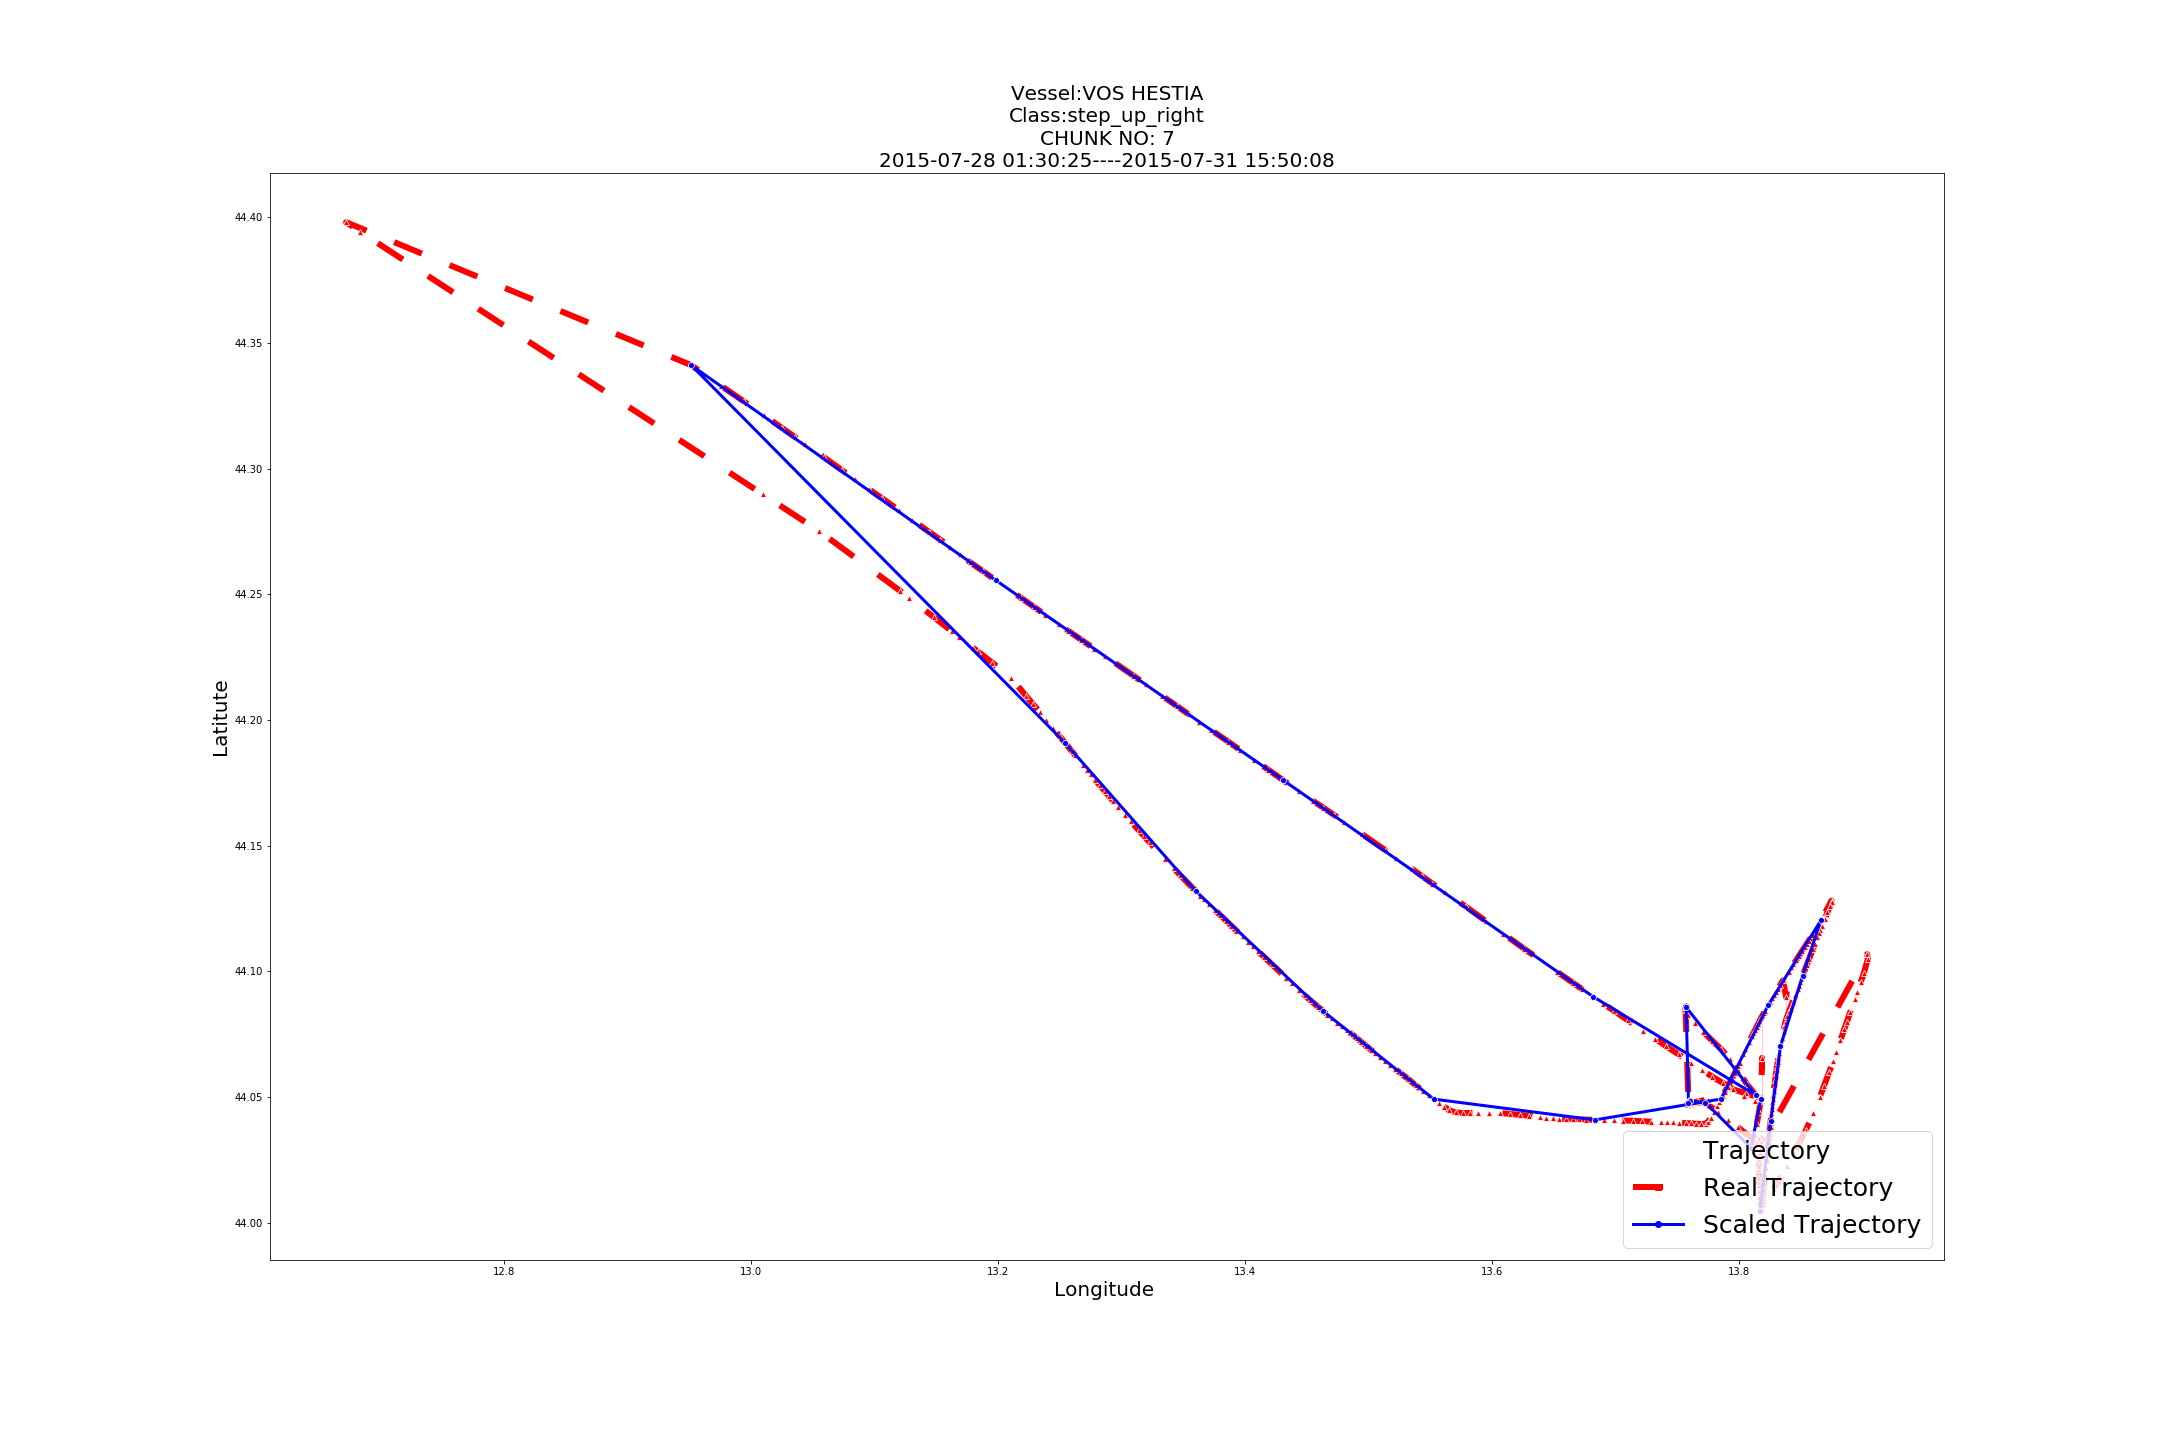 Vessel:VOS HESTIA
Class:step_up_right
CHUNK NO: 7
2015-07-28 01:30:25----2015-07-31 15:50:08
44.40
44.35
44.30
44.25
44.20
44.15
44.10
44.05
44.00
Latitute
12.8
13.0
13.2
13.4
13.6
13.8
Longitude
Trajectory
Real Trajectory
Scaled Trajectory